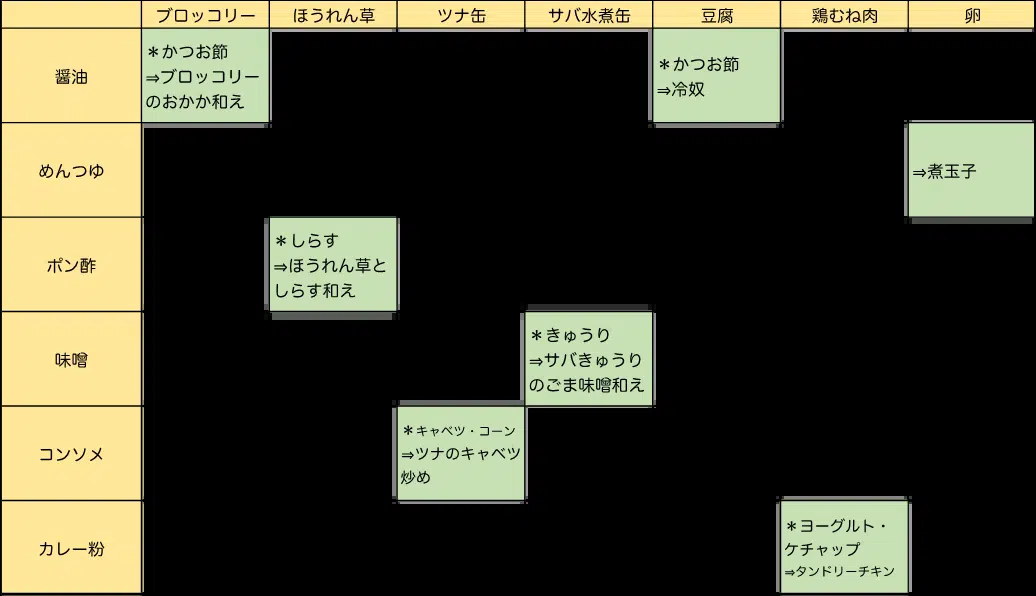 ブロッコリー ほうれん草 ツナ缶 サバ水煮缶 豆腐 鶏むね肉 卵
醤油
＊かつお節
⇒ブロッコリー
のおかか和え
＊かつお節
⇒冷奴
めんつゆ
⇒煮玉子
ポン酢
＊しらす
⇒ほうれん草と
しらす和え
味噌
＊きゅうり
⇒サバきゅうり
のごま味噌和え
コンソメ
＊キャベツ・コーン
⇒ツナのキャベツ
炒め
カレー粉
＊ヨーグルト・
ケチャップ
⇒タンドリーチキン